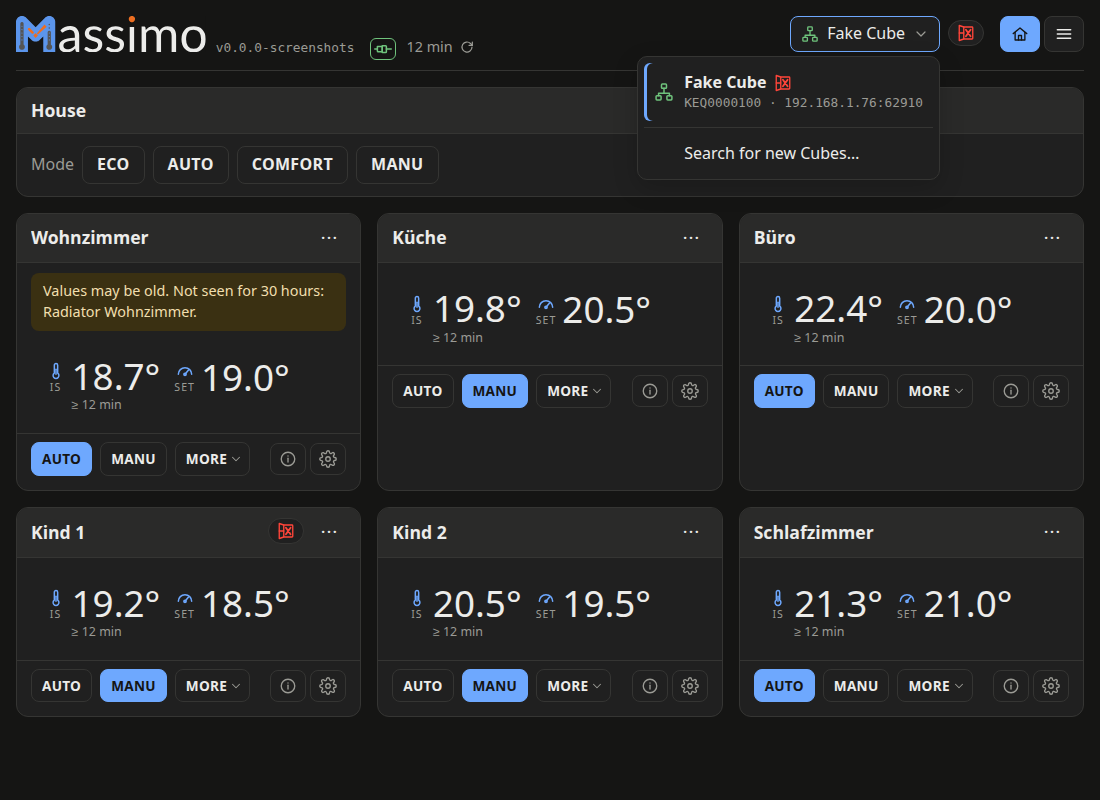 Massimo v0.0.0-screenshots 12 min
Fake Cube
Fake Cube
KEQ0000100 · 192.168.1.76:62910
Search for new Cubes...
House
Mode ECO AUTO COMFORT MANU
Wohnzimmer
Values may be old. Not seen for 30 hours:
Radiator Wohnzimmer.
IS 18.7° SET 19.0°
≥ 12 min
AUTO MANU MORE
Küche
IS 19.8° SET 20.5°
≥ 12 min
AUTO MANU MORE
Büro
IS 22.4° SET 20.0°
≥ 12 min
AUTO MANU MORE
Kind 1
IS 19.2° SET 18.5°
≥ 12 min
AUTO MANU MORE
Kind 2
IS 20.5° SET 19.5°
≥ 12 min
AUTO MANU MORE
Schlafzimmer
IS 21.3° SET 21.0°
≥ 12 min
AUTO MANU MORE